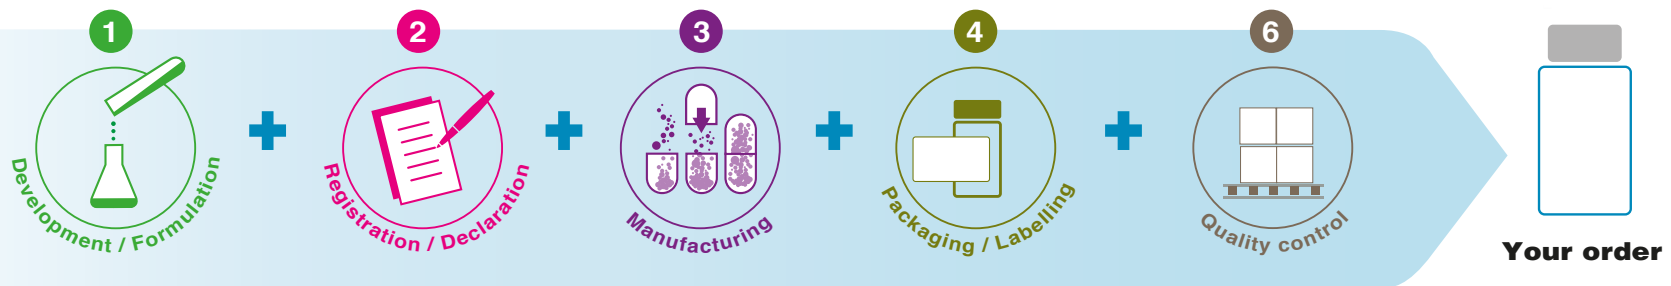 1
Development / Formulation
2
Registration / Declaration
3
Manufacturing
4
Packaging / Labelling
6
Quality control
Your order